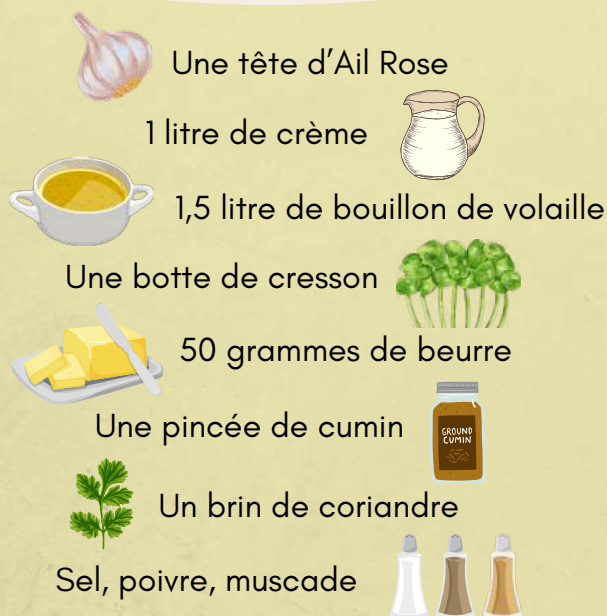 Une tête d'Ail Rose
1 litre de crème
1,5 litre de bouillon de volaille
Une botte de cresson
50 grammes de beurre
Une pincée de cumin
GROUND
CUMIN
Un brin de coriandre
Sel, poivre, muscade